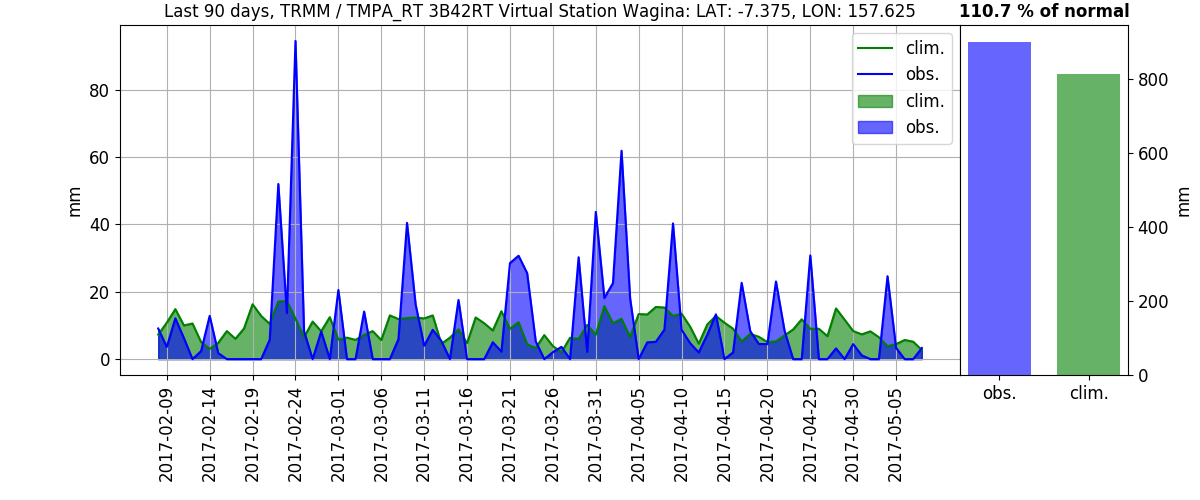 Last 90 days, TRMM / TMPA_RT 3B42RT Virtual Station Wagina: LAT: -7.375, LON: 157.625
110.7 % of normal
clim.
obs.
clim.
obs.
mm
80
60
40
20
0
2017-02-09
2017-02-14
2017-02-19
2017-02-24
2017-03-01
2017-03-06
2017-03-11
2017-03-16
2017-03-21
2017-03-26
2017-03-31
2017-04-05
2017-04-10
2017-04-15
2017-04-20
2017-04-25
2017-04-30
2017-05-05
800
600
400
200
0
mm
obs.
clim.